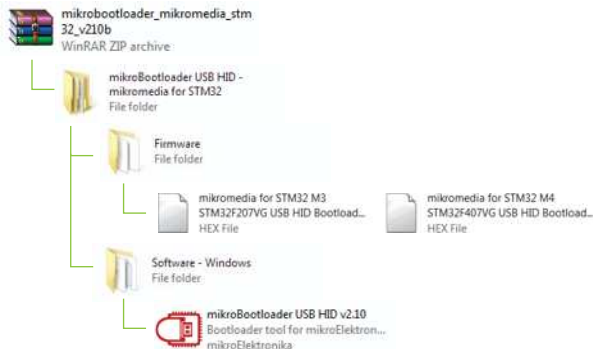 mikrobootloader_mikromedia_stm
32_v210b
WinRAR ZIP archive
mikroBootloader USB HID -
mikromedia for STM32
File folder
Firmware
File folder
mikromedia for STM32 M3
STM32F207VG USB HID Bootload...
HEX File
mikromedia for STM32 M4
STM32F407VG USB HID Bootload...
HEX File
Software - Windows
File folder
mikroBootloader USB HID v2.10
Bootloader tool for mikroElektron...
mikroElektronika